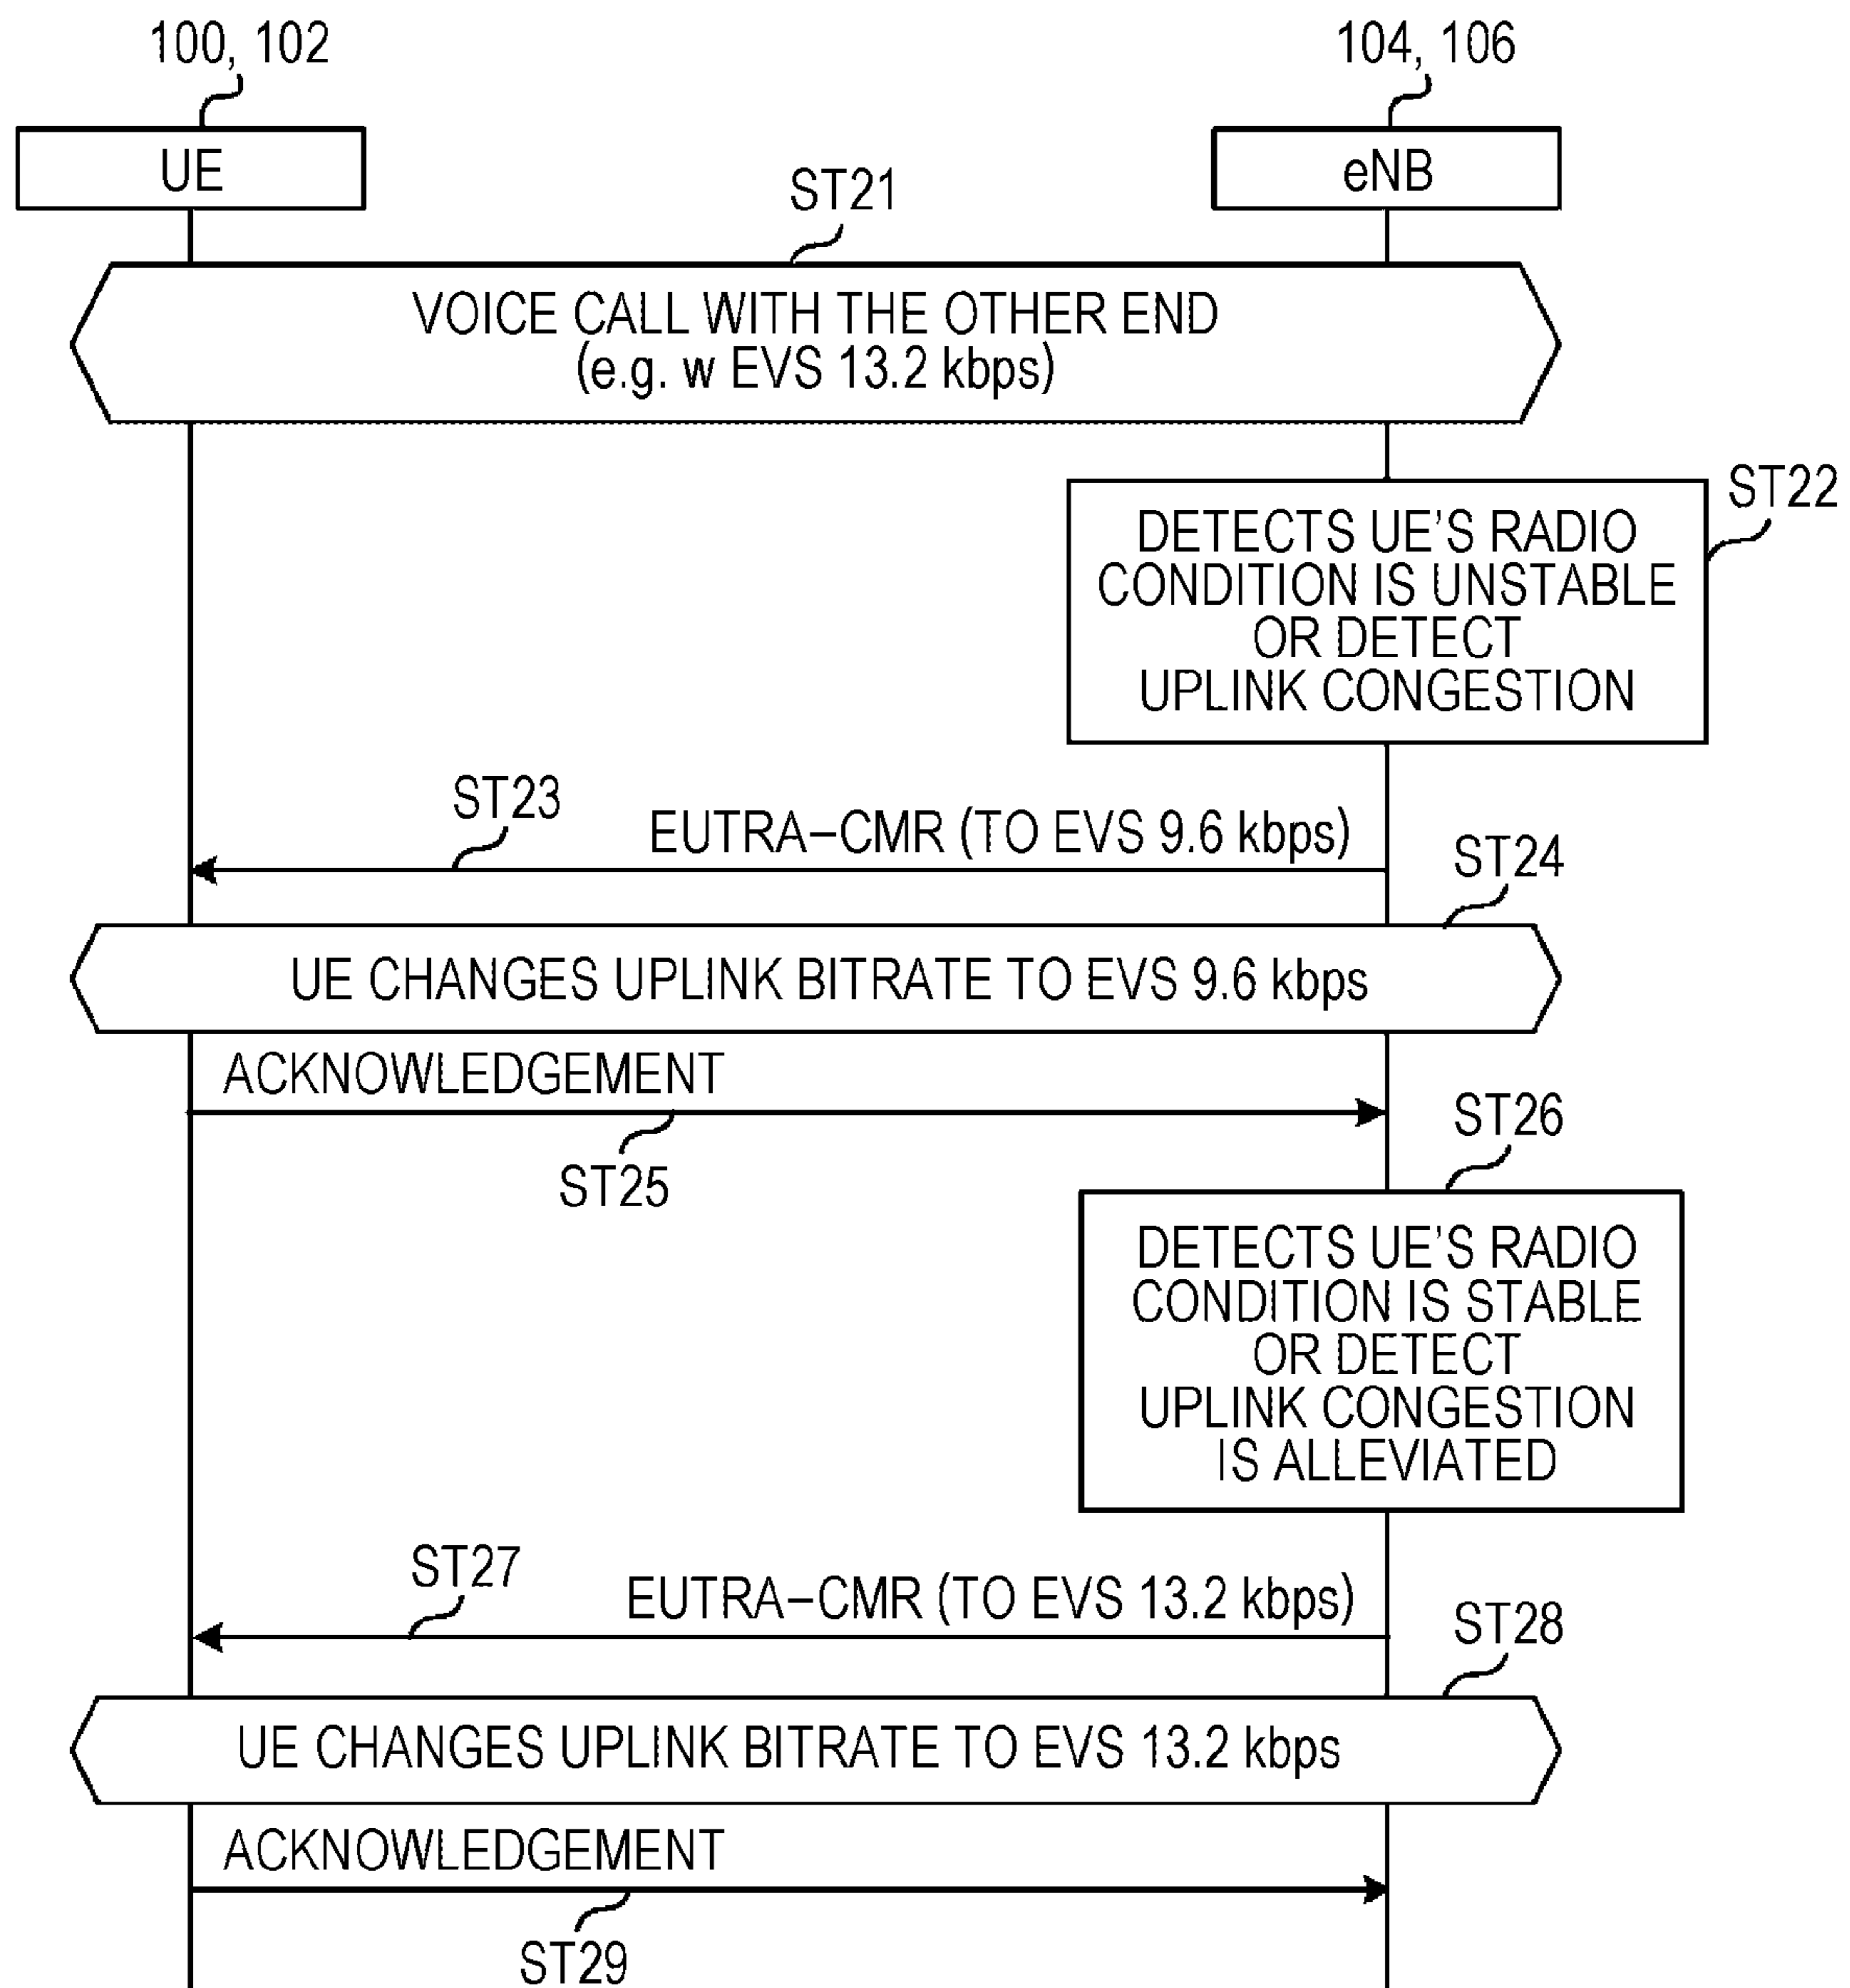 100, 102
104, 106
UE
eNB
ST21
VOICE CALL WITH THE OTHER END
(e.g. w EVS 13.2 kbps)
ST22
DETECTS UE'S RADIO
CONDITION IS UNSTABLE
OR DETECT
UPLINK CONGESTION
ST23
EUTRA–CMR (TO EVS 9.6 kbps)
ST24
UE CHANGES UPLINK BITRATE TO EVS 9.6 kbps
ACKNOWLEDGEMENT
ST25
ST26
DETECTS UE'S RADIO
CONDITION IS STABLE
OR DETECT
UPLINK CONGESTION
IS ALLEVIATED
ST27
EUTRA–CMR (TO EVS 13.2 kbps)
ST28
UE CHANGES UPLINK BITRATE TO EVS 13.2 kbps
ACKNOWLEDGEMENT
ST29